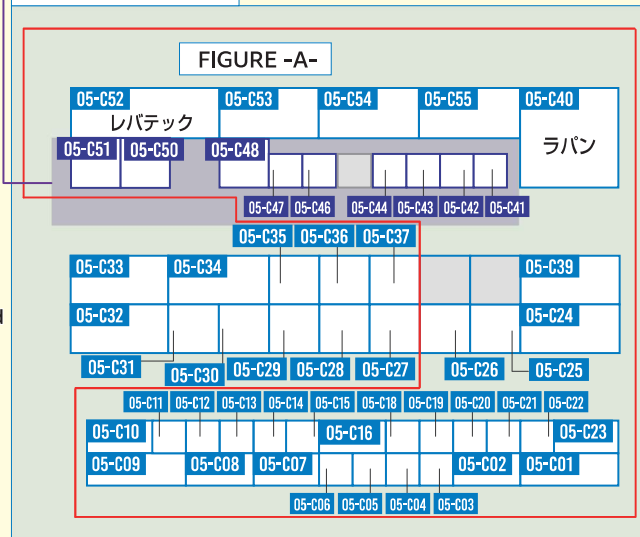 FIGURE -A-
05-C52 05-C53 05-C54 05-C55 05-C40
レバテック
ラパン
05-C51 05-C50 05-C48
05-C47 05-C46 05-C44 05-C43 05-C42 05-C41
05-C35 05-C36 05-C37
05-C33 05-C34 05-C39
05-C32 05-C24
05-C31 05-C30 05-C29 05-C28 05-C27 05-C26 05-C25
05-C11 05-C12 05-C13 05-C14 05-C15 05-C18 05-C19 05-C20 05-C21 05-C22
05-C10 05-C16 05-C23
05-C09 05-C08 05-C07 05-C02 05-C01
05-C06 05-C05 05-C04 05-C03